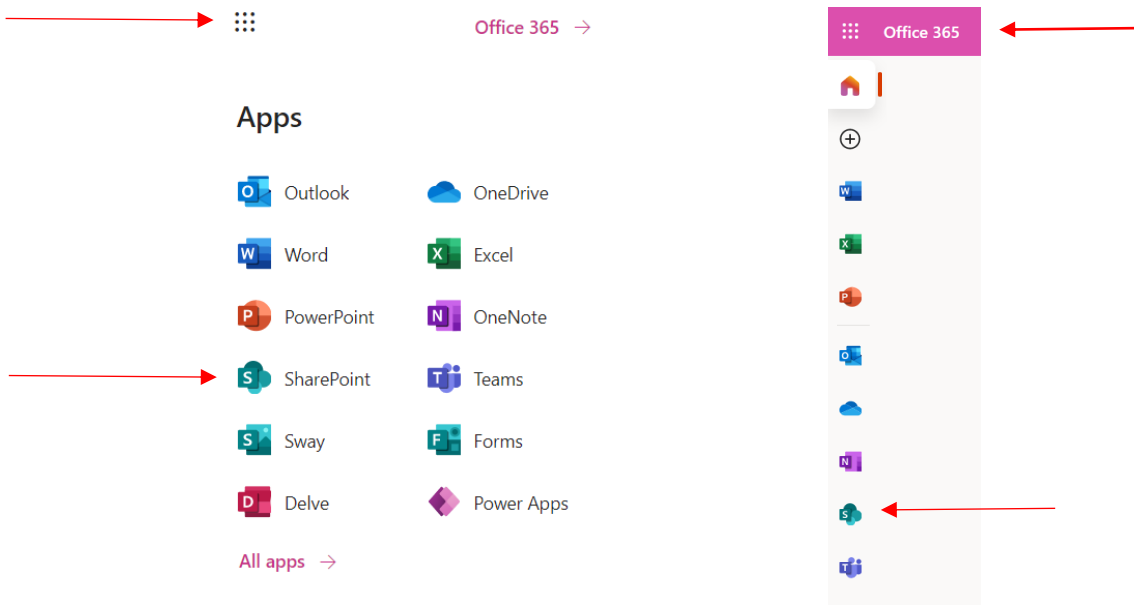 Office 365
Apps
O Outlook OneDrive
W Word X Excel
P PowerPoint N OneNote
S SharePoint T Teams
S Sway F Forms
D Delve Power Apps
All apps
Office 365
W
X
P
O
N
S
T